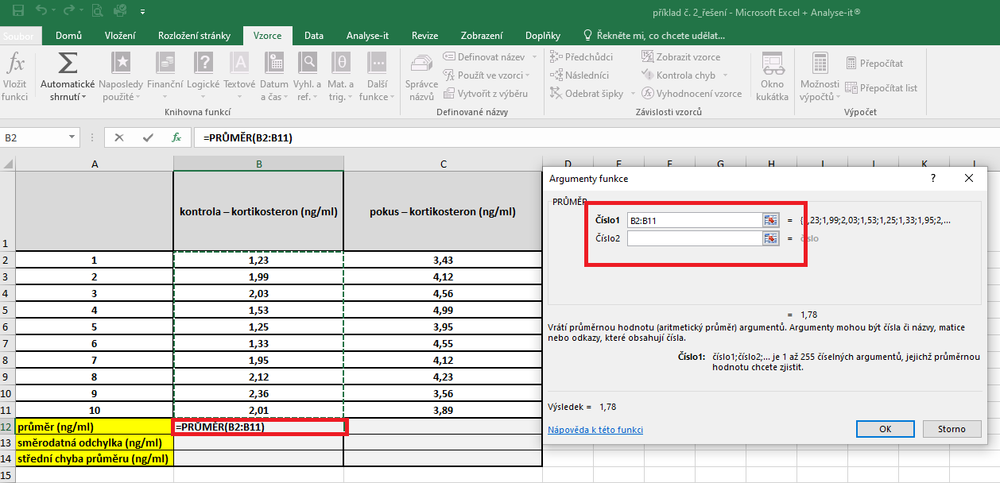 příklad č. 2_řešení - Microsoft Excel + Analyse-it®
Soubor Domů Vložení Rozložení stránky Vzorce Data Analyse-it Revize Zobrazení Doplňky Řekněte mi, co chcete udělat...
fx Σ θ
Vložit funkci
Automatické shrnutí
Naposledy použité
Finanční
Logické
Textové
Datum a čas
Vyhl. a ref.
Mat. a trig.
Další funkce
Knihovna funkcí
Správce názvů
Definovat název
Použít ve vzorci
Vytvořit z výběru
Definované názvy
Předchůdci
Následníci
Odebrat šipky
Zobrazit vzorce
Kontrola chyb
Vyhodnocení vzorce
Závislosti vzorců
Okno kukátka
Možnosti výpočtů
Přepočítat
Přepočítat list
Výpočet
B2 fx =PRŮMĚR(B2:B11)
A B C D E F G H I J K L
1 kontrola – kortikosteron (ng/ml) pokus – kortikosteron (ng/ml)
2 1 1,23 3,43
3 2 1,99 4,12
4 3 2,03 4,56
5 4 1,53 4,99
6 5 1,25 3,95
7 6 1,33 4,55
8 7 1,95 4,12
9 8 2,12 4,23
10 9 2,36 3,56
11 10 2,01 3,89
12 průměr (ng/ml) =PRŮMĚR(B2:B11)
13 směrodatná odchylka (ng/ml)
14 střední chyba průměru (ng/ml)
15
Argumenty funkce ?
PRŮMĚR
Číslo1 B2:B11 = {1,23;1,99;2,03;1,53;1,25;1,33;1,95;2,...
Číslo2 = číslo
= 1,78
Vrátí průměrnou hodnotu (aritmetický průměr) argumentů. Argumenty mohou být čísla či názvy, matice
nebo odkazy, které obsahují čísla.
Číslo1: číslo1;číslo2;... je 1 až 255 číselných argumentů, jejichž průměrnou
hodnotu chcete zjistit.
Výsledek = 1,78
Nápověda k této funkci OK Storno